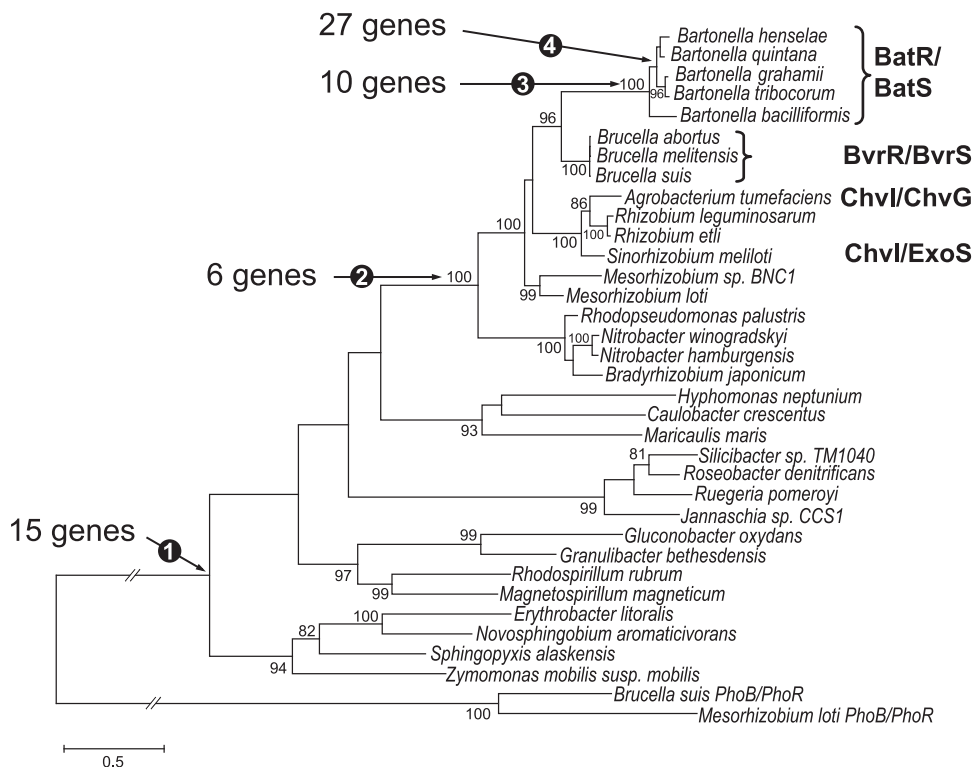 27 genes
4
Bartonella henselae
Bartonella quintana
BatR/
BatS
10 genes
3
100
96
Bartonella grahamii
Bartonella tribocorum
Bartonella bacilliformis
96
Brucella abortus
Brucella melitensis
BvrR/BvrS
100
Brucella suis
86
Agrobacterium tumefaciens
ChvI/ChvG
Rhizobium leguminosarum
100
100
100
Rhizobium etli
Sinorhizobium meliloti
ChvI/ExoS
6 genes
2
100
Mesorhizobium sp. BNC1
99
Mesorhizobium loti
Rhodopseudomonas palustris
100
100
Nitrobacter winogradskyi
Nitrobacter hamburgensis
Bradyrhizobium japonicum
Hyphomonas neptunium
Caulobacter crescentus
93
Maricaulis maris
81
Silicibacter sp. TM1040
Roseobacter denitrificans
Ruegeria pomeroyi
99
Jannaschia sp. CCS1
15 genes
1
99
Gluconobacter oxydans
Granulibacter bethesdensis
97
Rhodospirillum rubrum
99
Magnetospirillum magneticum
Erythrobacter litoralis
100
Novosphingobium aromaticivorans
82
Sphingopyxis alaskensis
94
Zymomonas mobilis susp. mobilis
Brucella suis PhoB/PhoR
100
Mesorhizobium loti PhoB/PhoR
0.5